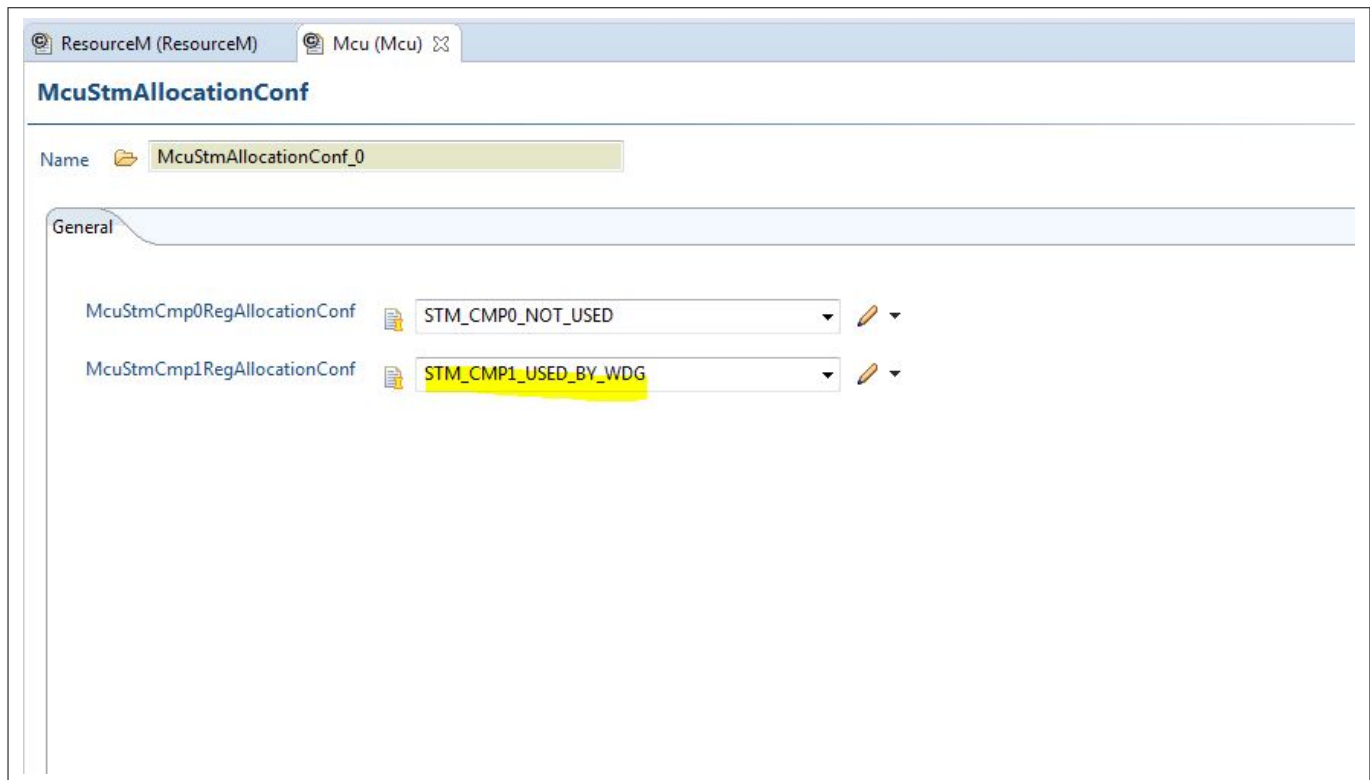 ResourceM (ResourceM) Mcu (Mcu)
McuStmAllocationConf
Name McuStmAllocationConf_0
General
McuStmCmp0RegAllocationConf STM_CMP0_NOT_USED
McuStmCmp1RegAllocationConf STM_CMP1_USED_BY_WDG